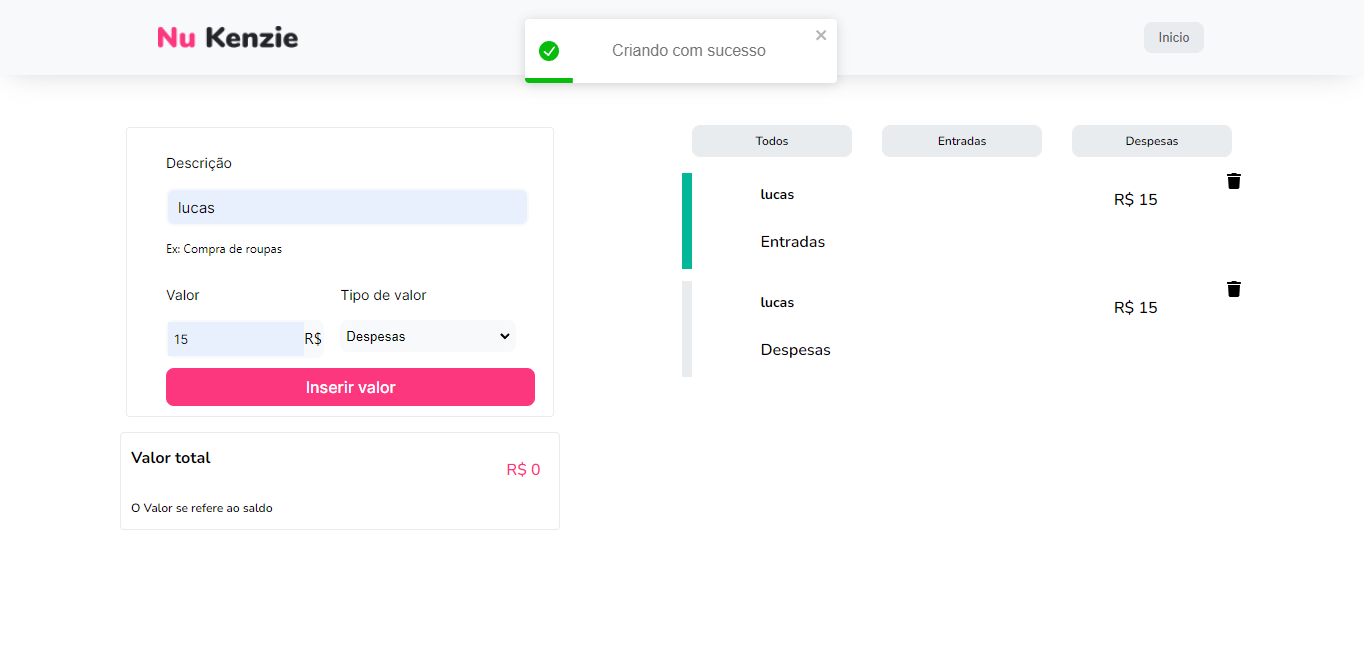 Nu Kenzie
Criando com sucesso
Inicio
Descrição
lucas
Ex: Compra de roupas
Valor
Tipo de valor
15 R$
Despesas
Inserir valor
Valor total
R$ 0
O Valor se refere ao saldo
Todos
Entradas
Despesas
lucas
R$ 15
Entradas
lucas
R$ 15
Despesas